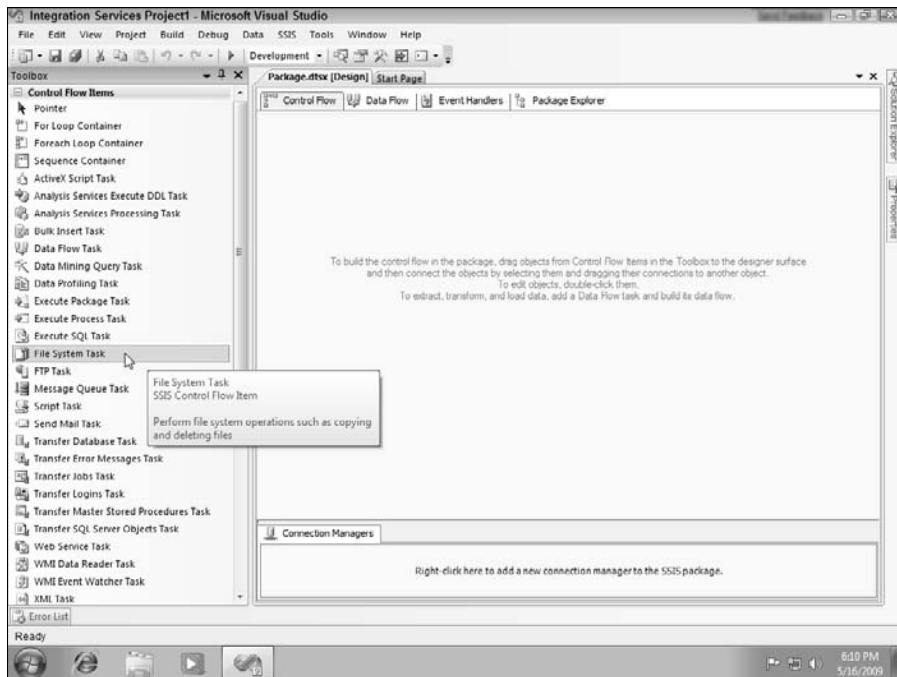 Integration Services Project1 - Microsoft Visual Studio
File Edit View Project Build Debug Data SSIS Tools Window Help
Development
Toolbox
Package.dtsx [Design] Start Page
Control Flow Items
Control Flow Data Flow Event Handlers Package Explorer
Pointer
For Loop Container
Foreach Loop Container
Sequence Container
ActiveX Script Task
Analysis Services Execute DDL Task
Analysis Services Processing Task
Bulk Insert Task
Data Flow Task
Data Mining Query Task
Data Profiling Task
Execute Package Task
Execute Process Task
Execute SQL Task
File System Task
FTP Task
Message Queue Task
Script Task
Send Mail Task
Transfer Database Task
Transfer Error Messages Task
Transfer Jobs Task
Transfer Logins Task
Transfer Master Stored Procedures Task
Transfer SQL Server Objects Task
Web Service Task
WMI Data Reader Task
WMI Event Watcher Task
XML Task
File System Task
SSIS Control Flow Item
Perform file system operations such as copying
and deleting files
To build the control flow in the package, drag objects from Control Flow Items in the Toolbox to the designer surface
and then connect the objects by selecting them and dragging their connections to another object.
To edit objects, double-click them.
To extract, transform, and load data, add a Data Flow task and build its data flow.
Connection Managers
Right-click here to add a new connection manager to the SSIS package.
Solution Explorer
Properties
Error List
Ready
6:10 PM
5/16/2009